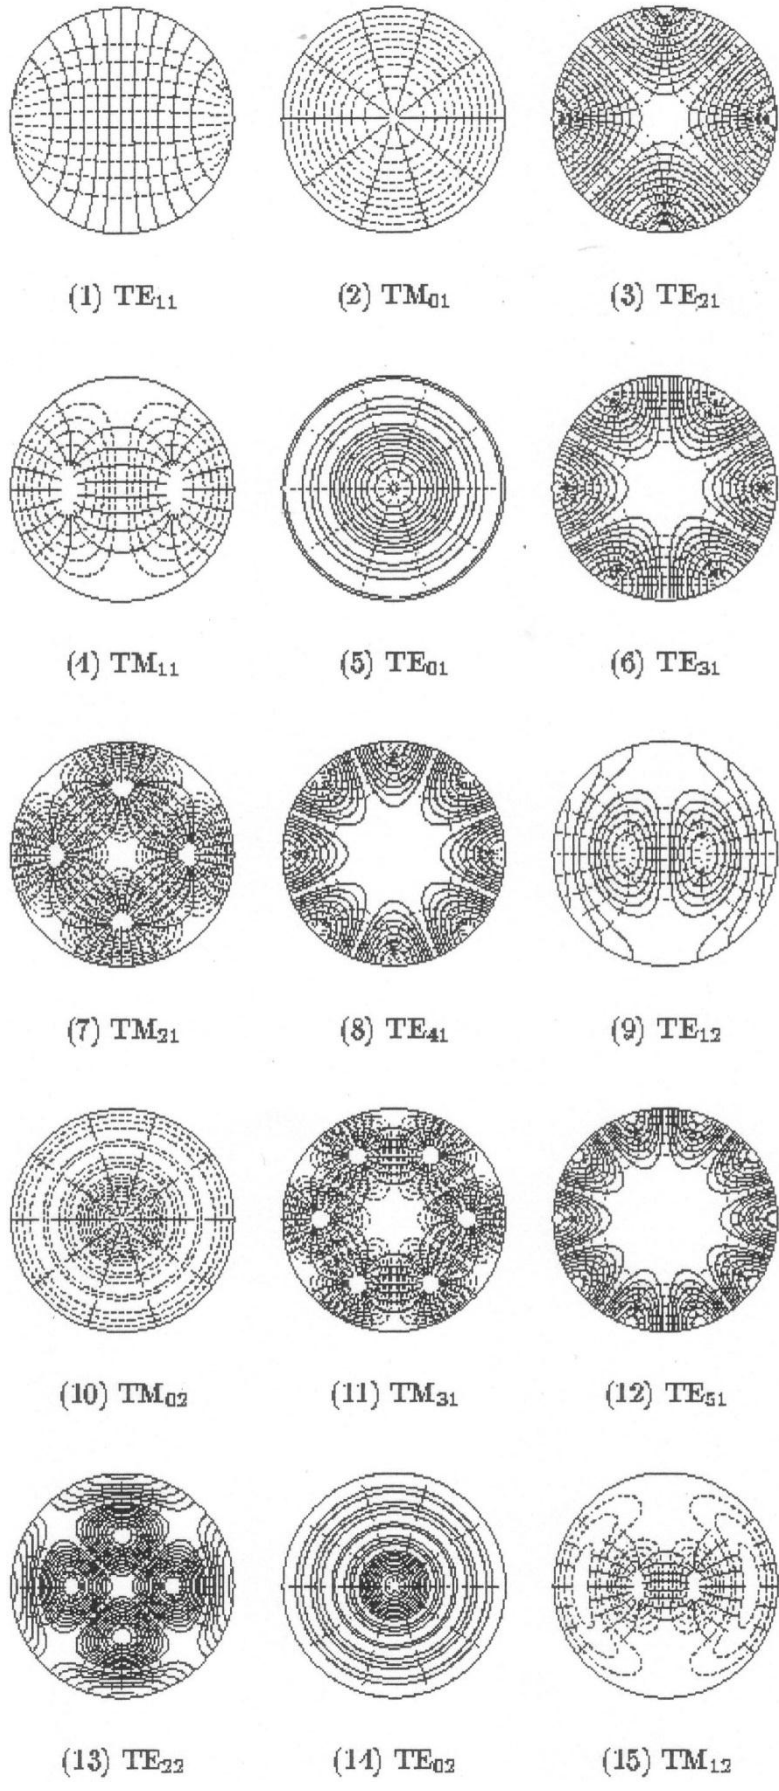 (1) TE₁₁ (2) TM₀₁ (3) TE₂₁
(4) TM₁₁ (5) TE₀₁ (6) TE₃₁
(7) TM₂₁ (8) TE₄₁ (9) TE₁₂
(10) TM₀₂ (11) TM₃₁ (12) TE₅₁
(13) TE₂₂ (14) TE₀₂ (15) TM₁₂